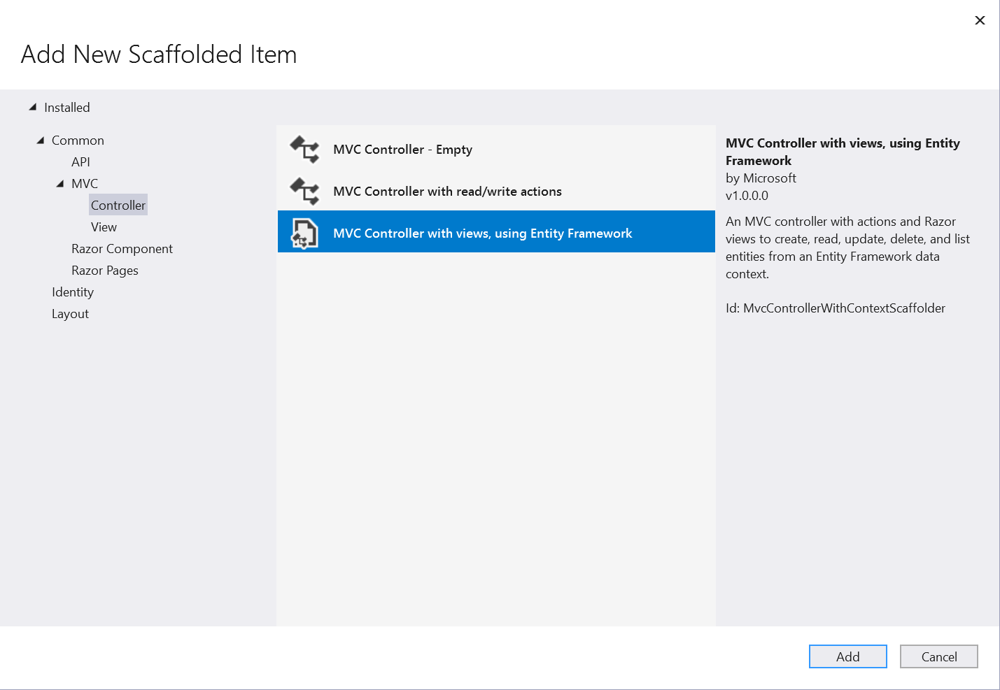 Add New Scaffolded Item
Installed
Common
API
MVC
Controller
View
Razor Component
Razor Pages
Identity
Layout
MVC Controller - Empty
MVC Controller with read/write actions
MVC Controller with views, using Entity Framework
MVC Controller with views, using Entity
Framework
by Microsoft
v1.0.0.0
An MVC controller with actions and Razor
views to create, read, update, delete, and list
entities from an Entity Framework data
context.
Id: MvcControllerWithContextScaffolder
Add
Cancel